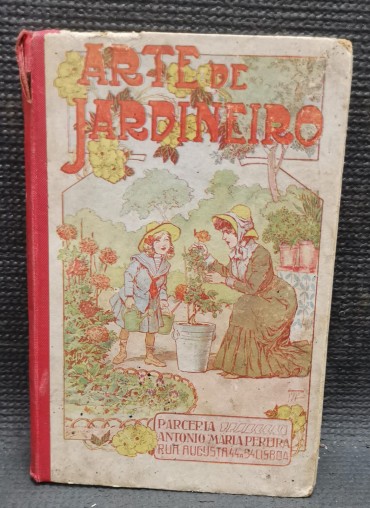 ARTE DE
JARDINEIRO
PARCERIA
ANTONIO MARIA PEREIRA
RUA AUGUSTA 44 a 54 LISBOA